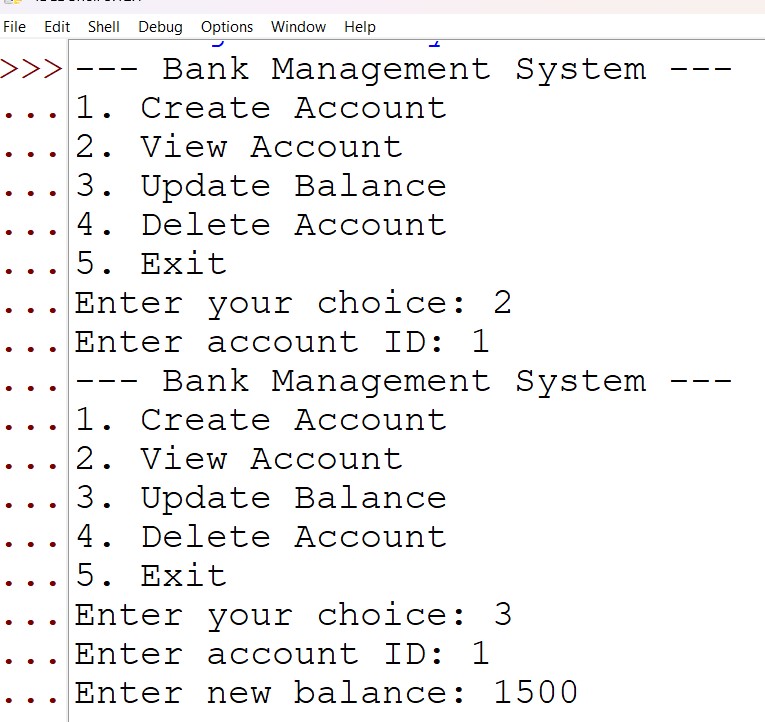 File Edit Shell Debug Options Window Help
>>> --- Bank Management System ---
... 1. Create Account
... 2. View Account
... 3. Update Balance
... 4. Delete Account
... 5. Exit
... Enter your choice: 2
... Enter account ID: 1
... --- Bank Management System ---
... 1. Create Account
... 2. View Account
... 3. Update Balance
... 4. Delete Account
... 5. Exit
... Enter your choice: 3
... Enter account ID: 1
... Enter new balance: 1500